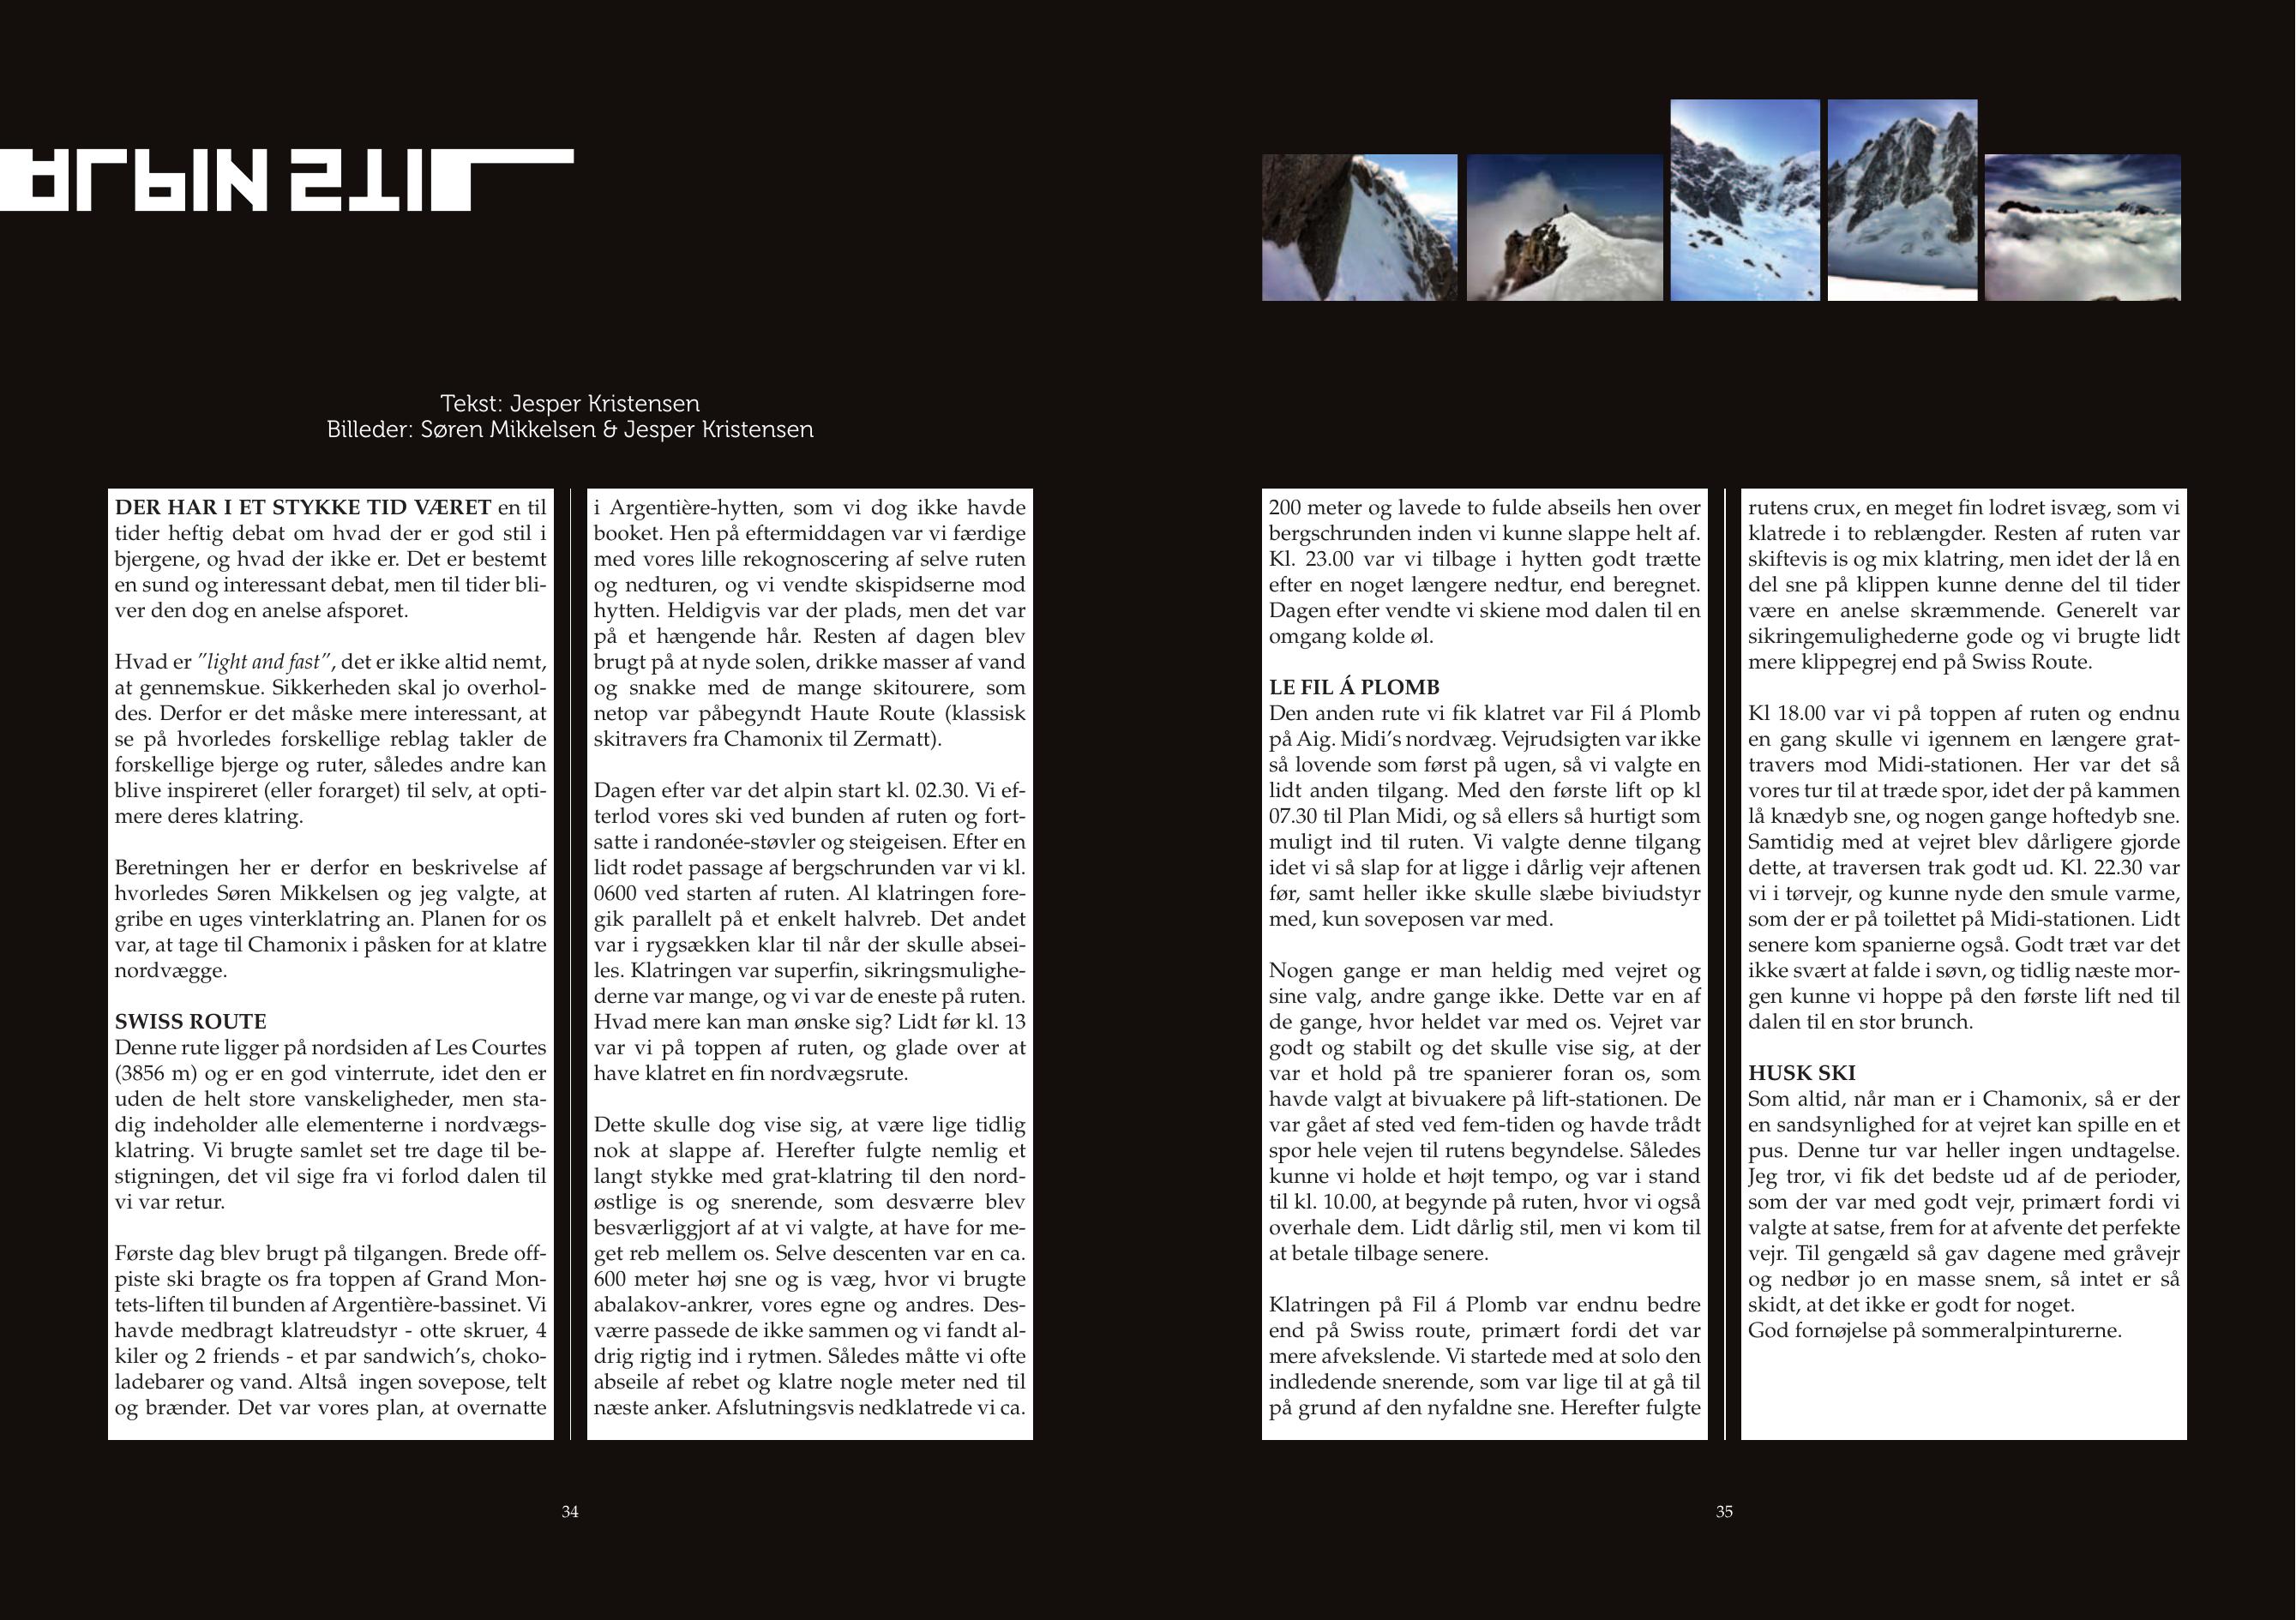 ALPIN STIL
Tekst: Jesper Kristensen
Billeder: Søren Mikkelsen & Jesper Kristensen
DER HAR I ET STYKKE TID VÆRET en til
tider heftig debat om hvad der er god stil i
bjergene, og hvad der ikke er. Det er bestemt
en sund og interessant debat, men til tider bli-
ver den dog en anelse afsporet.
Hvad er ”light and fast”, det er ikke altid nemt,
at gennemskue. Sikkerheden skal jo overhol-
des. Derfor er det måske mere interessant, at
se på hvorledes forskellige reblag takler de
forskellige bjerge og ruter, således andre kan
blive inspireret (eller forarget) til selv, at opti-
mere deres klatring.
Beretningen her er derfor en beskrivelse af
hvorledes Søren Mikkelsen og jeg valgte, at
gribe en uges vinterklatring an. Planen for os
var, at tage til Chamonix i påsken for at klatre
nordvægge.
SWISS ROUTE
Denne rute ligger på nordsiden af Les Courtes
(3856 m) og er en god vinterrute, idet den er
uden de helt store vanskeligheder, men sta-
dig indeholder alle elementerne i nordvægs-
klatring. Vi brugte samlet set tre dage til be-
stigningen, det vil sige fra vi forlod dalen til
vi var retur.
Første dag blev brugt på tilgangen. Brede off-
piste ski bragte os fra toppen af Grand Mon-
tets-liften til bunden af Argentière-bassinet. Vi
havde medbragt klatreudstyr - otte skruer, 4
kiler og 2 friends - et par sandwich’s, choko-
ladebarer og vand. Altså  ingen sovepose, telt
og brænder. Det var vores plan, at overnatte
i Argentière-hytten, som vi dog ikke havde
booket. Hen på eftermiddagen var vi færdige
med vores lille rekognoscering af selve ruten
og nedturen, og vi vendte skispidserne mod
hytten. Heldigvis var der plads, men det var
på et hængende hår. Resten af dagen blev
brugt på at nyde solen, drikke masser af vand
og snakke med de mange skitourere, som
netop var påbegyndt Haute Route (klassisk
skitravers fra Chamonix til Zermatt).
Dagen efter var det alpin start kl. 02.30. Vi ef-
terlod vores ski ved bunden af ruten og fort-
satte i randonée-støvler og steigeisen. Efter en
lidt rodet passage af bergschrunden var vi kl.
0600 ved starten af ruten. Al klatringen fore-
gik parallelt på et enkelt halvreb. Det andet
var i rygsækken klar til når der skulle absei-
les. Klatringen var superfin, sikringsmulighe-
derne var mange, og vi var de eneste på ruten.
Hvad mere kan man ønske sig? Lidt før kl. 13
var vi på toppen af ruten, og glade over at
have klatret en fin nordvægsrute.
Dette skulle dog vise sig, at være lige tidlig
nok at slappe af. Herefter fulgte nemlig et
langt stykke med grat-klatring til den nord-
østlige is og snerende, som desværre blev
besværliggjort af at vi valgte, at have for me-
get reb mellem os. Selve descenten var en ca.
600 meter høj sne og is væg, hvor vi brugte
abalakov-ankrer, vores egne og andres. Des-
værre passede de ikke sammen og vi fandt al-
drig rigtig ind i rytmen. Således måtte vi ofte
abseile af rebet og klatre nogle meter ned til
næste anker. Afslutningsvis nedklatrede vi ca.
34
200 meter og lavede to fulde abseils hen over
bergschrunden inden vi kunne slappe helt af.
Kl. 23.00 var vi tilbage i hytten godt trætte
efter en noget længere nedtur, end beregnet.
Dagen efter vendte vi skiene mod dalen til en
omgang kolde øl.
LE FIL Á PLOMB
Den anden rute vi fik klatret var Fil á Plomb
på Aig. Midi’s nordvæg. Vejrudsigten var ikke
så lovende som først på ugen, så vi valgte en
lidt anden tilgang. Med den første lift op kl
07.30 til Plan Midi, og så ellers så hurtigt som
muligt ind til ruten. Vi valgte denne tilgang
idet vi så slap for at ligge i dårlig vejr aftenen
før, samt heller ikke skulle slæbe biviudstyr
med, kun soveposen var med.
Nogen gange er man heldig med vejret og
sine valg, andre gange ikke. Dette var en af
de gange, hvor heldet var med os. Vejret var
godt og stabilt og det skulle vise sig, at der
var et hold på tre spanierer foran os, som
havde valgt at bivuakere på lift-stationen. De
var gået af sted ved fem-tiden og havde trådt
spor hele vejen til rutens begyndelse. Således
kunne vi holde et højt tempo, og var i stand
til kl. 10.00, at begynde på ruten, hvor vi også
overhale dem. Lidt dårlig stil, men vi kom til
at betale tilbage senere.
Klatringen på Fil á Plomb var endnu bedre
end på Swiss route, primært fordi det var
mere afvekslende. Vi startede med at solo den
indledende snerende, som var lige til at gå til
på grund af den nyfaldne sne. Herefter fulgte
rutens crux, en meget fin lodret isvæg, som vi
klatrede i to reblængder. Resten af ruten var
skiftevis is og mix klatring, men idet der lå en
del sne på klippen kunne denne del til tider
være en anelse skræmmende. Generelt var
sikringemulighederne gode og vi brugte lidt
mere klippegrej end på Swiss Route.
Kl 18.00 var vi på toppen af ruten og endnu
en gang skulle vi igennem en længere grat-
travers mod Midi-stationen. Her var det så
vores tur til at træde spor, idet der på kammen
lå knædyb sne, og nogen gange hoftedyb sne.
Samtidig med at vejret blev dårligere gjorde
dette, at traversen trak godt ud. Kl. 22.30 var
vi i tørvejr, og kunne nyde den smule varme,
som der er på toilettet på Midi-stationen. Lidt
senere kom spanierne også. Godt træt var det
ikke svært at falde i søvn, og tidlig næste mor-
gen kunne vi hoppe på den første lift ned til
dalen til en stor brunch.
HUSK SKI
Som altid, når man er i Chamonix, så er der
en sandsynlighed for at vejret kan spille en et
pus. Denne tur var heller ingen undtagelse.
Jeg tror, vi fik det bedste ud af de perioder,
som der var med godt vejr, primært fordi vi
valgte at satse, frem for at afvente det perfekte
vejr. Til gengæld så gav dagene med gråvejr
og nedbør jo en masse snem, så intet er så
skidt, at det ikke er godt for noget.
God fornøjelse på sommeralpinturerne.
35